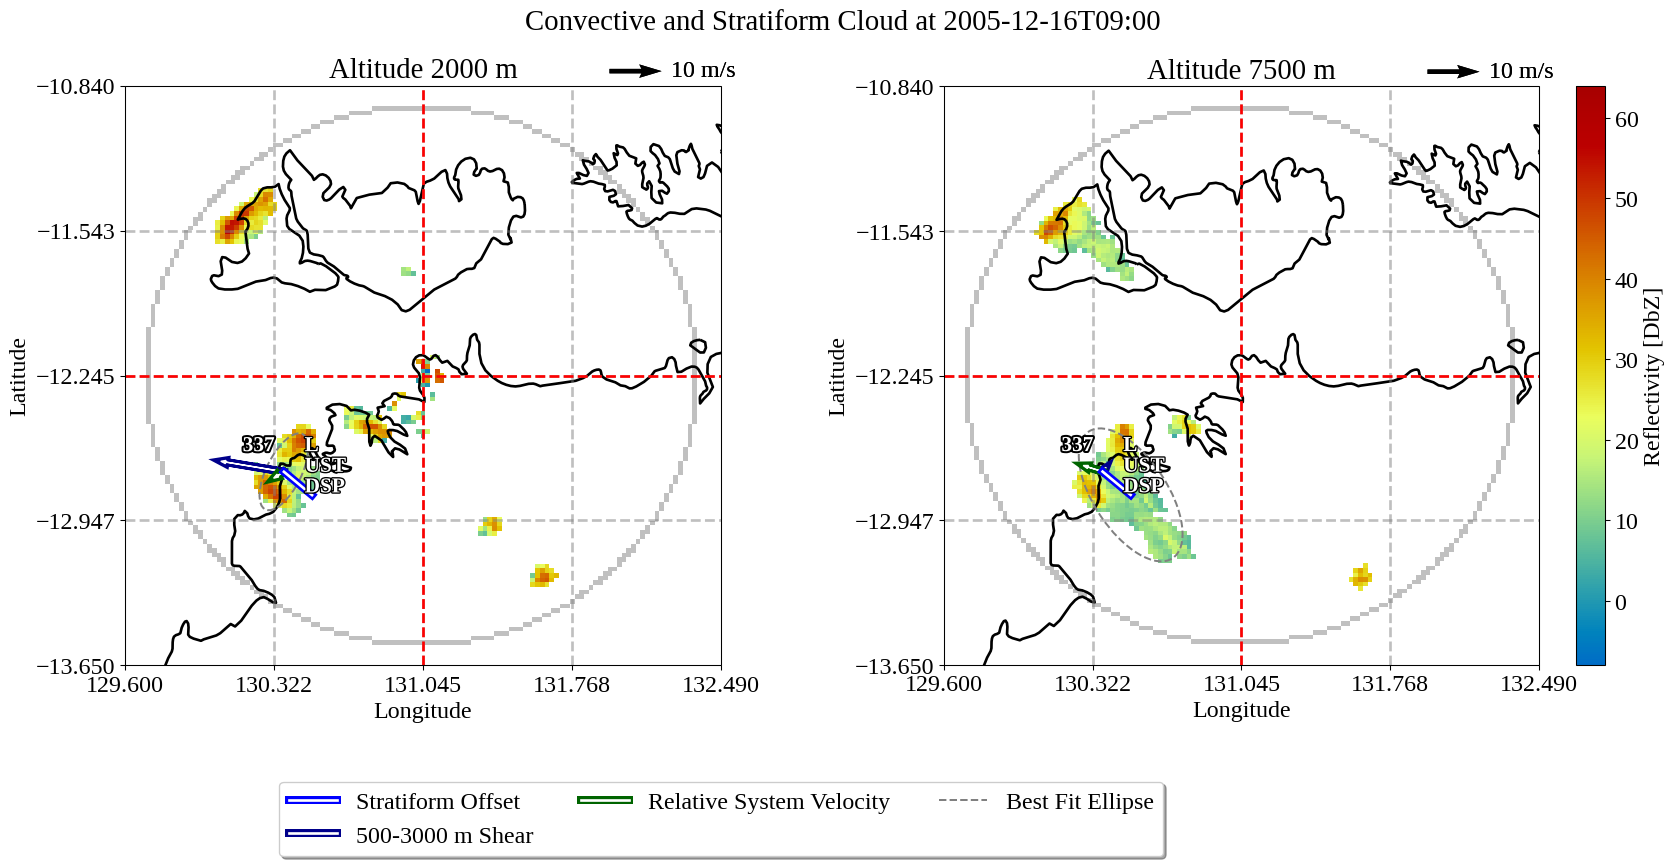 Convective and Stratiform Cloud at 2005-12-16T09:00
Altitude 2000 m
10 m/s
Altitude 7500 m
10 m/s
−10.840
−11.543
−12.245
−12.947
−13.650
Latitude
129.600
130.322
131.045
131.768
132.490
Longitude
337
L
UST
DSP
−10.840
−11.543
−12.245
−12.947
−13.650
Latitude
129.600
130.322
131.045
131.768
132.490
Longitude
337
L
UST
DSP
60
50
40
30
20
10
0
Reflectivity [DbZ]
Stratiform Offset
500-3000 m Shear
Relative System Velocity
Best Fit Ellipse